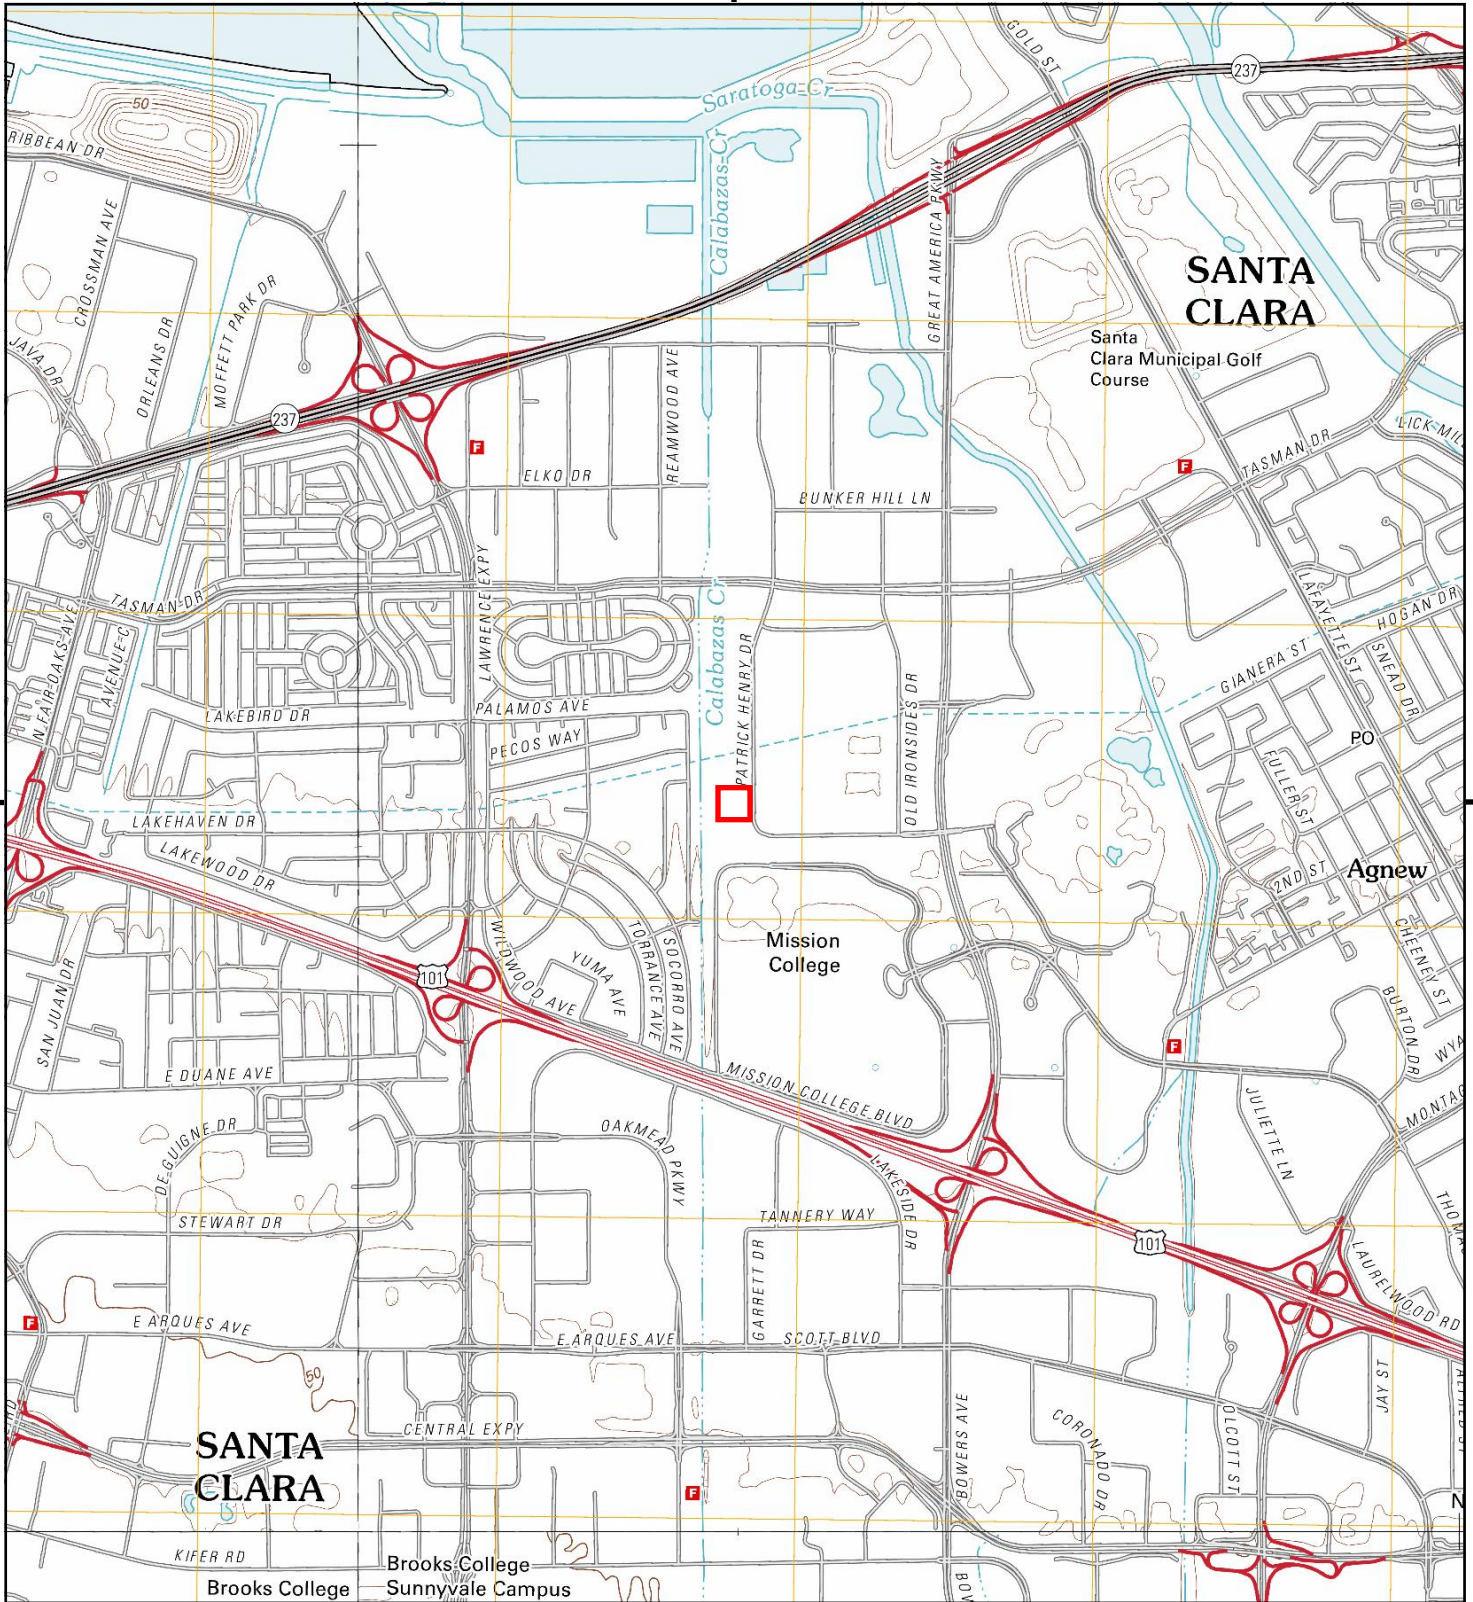 GOLD ST
237
Saratoga Cr
50
RIBBEAN DR
Calabazas Cr
GREAT AMERICA PKWY
CROSSMAN AVE
SANTA
CLARA
MOFFETT PARK DR
ORLEANS DR
JAVA DR
Santa
Clara Municipal Golf
Course
REAMWOOD AVE
237
LICK MIL
F
F
ELKO DR
TASMAN DR
BUNKER HILL LN
LAWRENCE EXPY
TASMAN DR
N FAIR OAKS AVE
AVENUE C
Calabazas Cr
PATRICK HENRY DR
OLD IRONSIDES DR
LAFAYETTE ST
HOGAN DR
GIANERA ST
SNEAD DR
LAKEBIRD DR
PALAMOS AVE
PECOS WAY
PO
FULLER ST
LAKEHAVEN DR
LAKEWOOD DR
2ND ST
Agnew
WILDWOOD AVE
TORRANCE AVE
SOCORRO AVE
YUMA AVE
Mission
College
CHEENEY ST
101
SAN JUAN DR
BURTON DR
F
WYA
E DUANE AVE
MISSION COLLEGE BLVD
JULIETTE LN
MONTAG
DE GUIGNE DR
OAKMEAD PKWY
LAKESIDE DR
THOMA
STEWART DR
TANNERY WAY
101
GARRETT DR
LAURELWOOD RD
F
E ARQUES AVE
E ARQUES AVE
SCOTT BLVD
50
JAY ST
BOWERS AVE
CORONADO DR
OLCOTT ST
CENTRAL EXPY
SANTA
CLARA
F
N
KIFER RD
Brooks College
Brooks College
Sunnyvale Campus
BOW